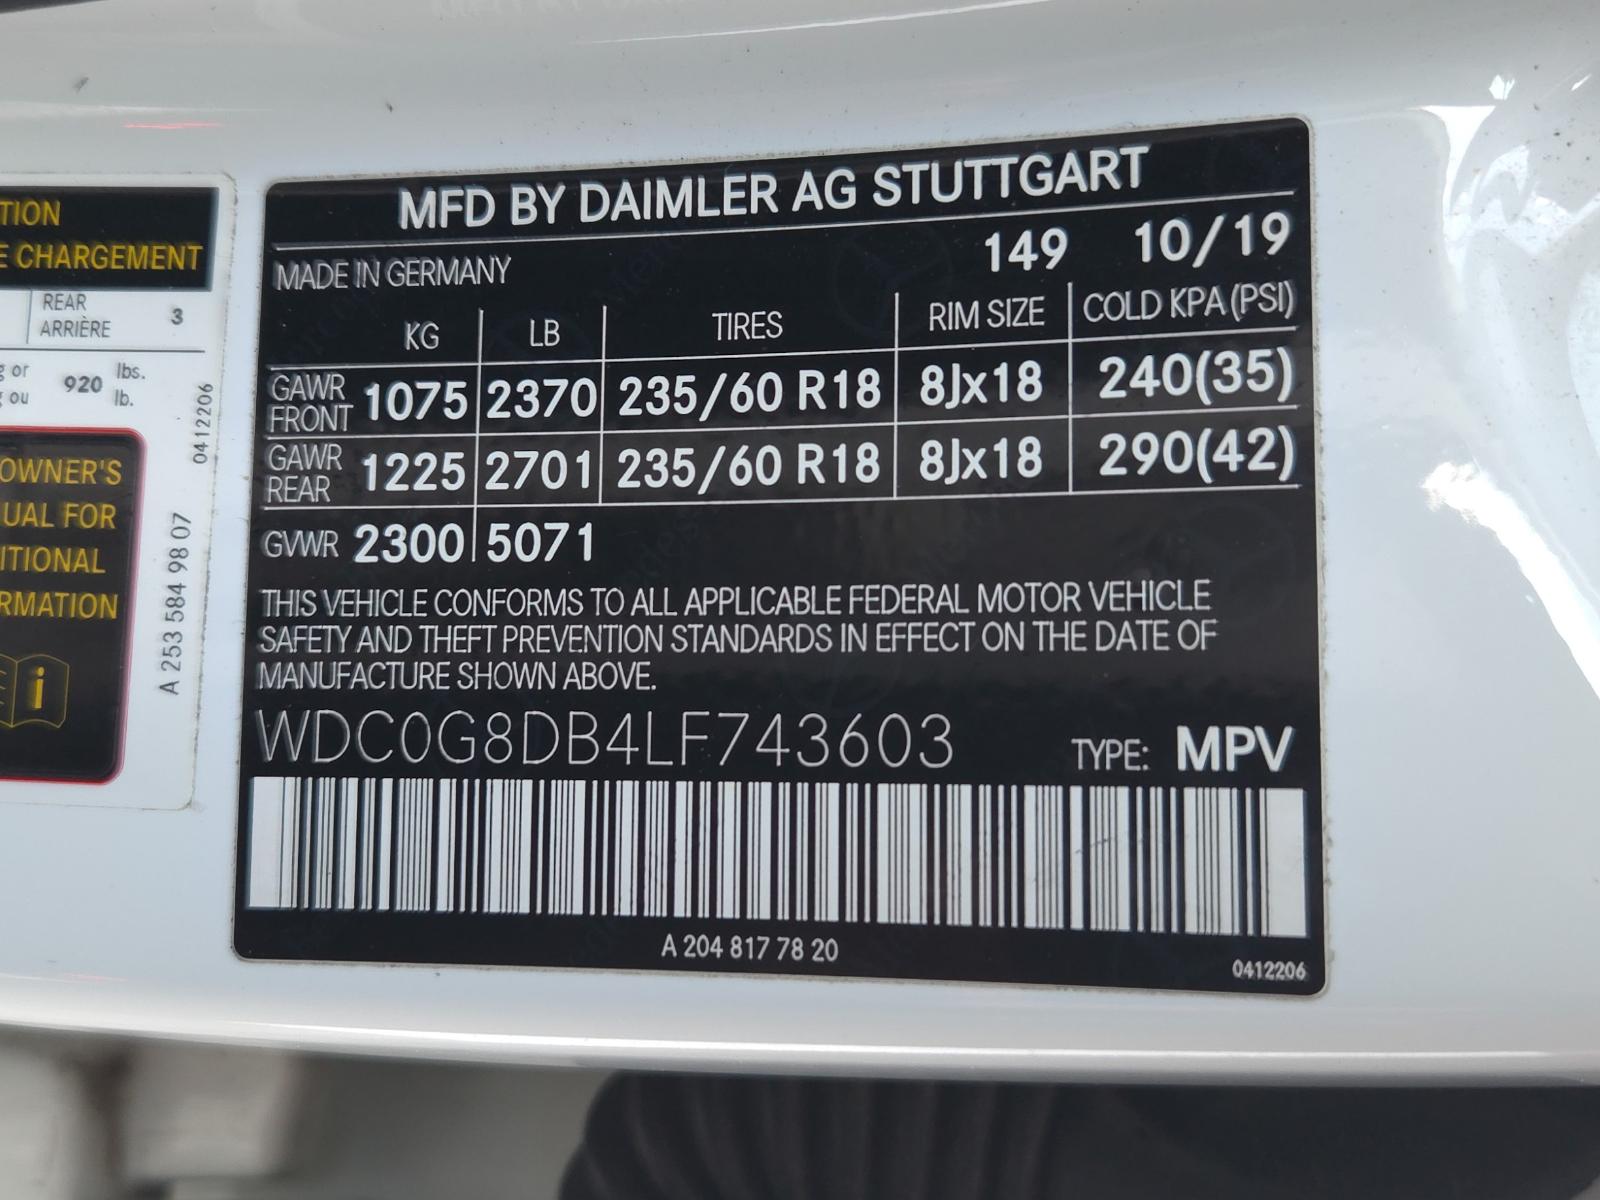 TION
E CHARGEMENT
REAR
ARRIÈRE 3
g or
g ou 920 lbs.
lb.
0412206
OWNER'S
UAL FOR
ITIONAL
RMATION
i
A 253 584 98 07
MFD BY DAIMLER AG STUTTGART
MADE IN GERMANY 149 10/19
KG LB TIRES RIM SIZE COLD KPA (PSI)
GAWR FRONT 1075 2370 235/60 R18 8Jx18 240(35)
GAWR REAR 1225 2701 235/60 R18 8Jx18 290(42)
GVWR 2300 5071
THIS VEHICLE CONFORMS TO ALL APPLICABLE FEDERAL MOTOR VEHICLE
SAFETY AND THEFT PREVENTION STANDARDS IN EFFECT ON THE DATE OF
MANUFACTURE SHOWN ABOVE.
WDC0G8DB4LF743603 TYPE: MPV
A 204 817 78 20
0412206